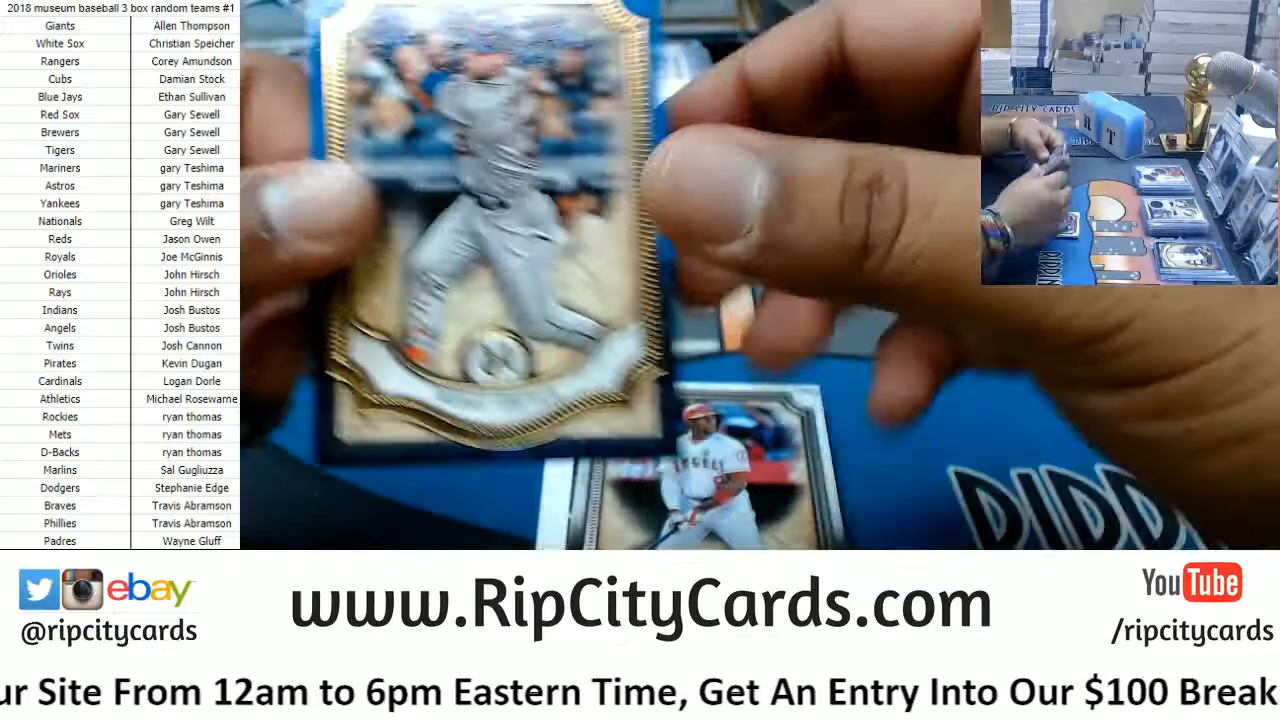 2018 museum baseball 3 box random teams #1
Giants Allen Thompson
White Sox Christian Speicher
Rangers Corey Amundson
Cubs Damian Stock
Blue Jays Ethan Sullivan
Red Sox Gary Sewell
Brewers Gary Sewell
Tigers Gary Sewell
Mariners gary Teshima
Astros gary Teshima
Yankees gary Teshima
Nationals Greg Wilt
Reds Jason Owen
Royals Joe McGinnis
Orioles John Hirsch
Rays John Hirsch
Indians Josh Bustos
Angels Josh Bustos
Twins Josh Cannon
Pirates Kevin Dugan
Cardinals Logan Dorle
Athletics Michael Rosewarne
Rockies ryan thomas
Mets ryan thomas
D-Backs ryan thomas
Marlins Sal Gugliuzza
Dodgers Stephanie Edge
Braves Travis Abramson
Phillies Travis Abramson
Padres Wayne Gluff
RIP CITY CARDS
T
ANGELS
ebay
@ripcitycards
www.RipCityCards.com
YouTube
/ripcitycards
ur Site From 12am to 6pm Eastern Time, Get An Entry Into Our $100 Break